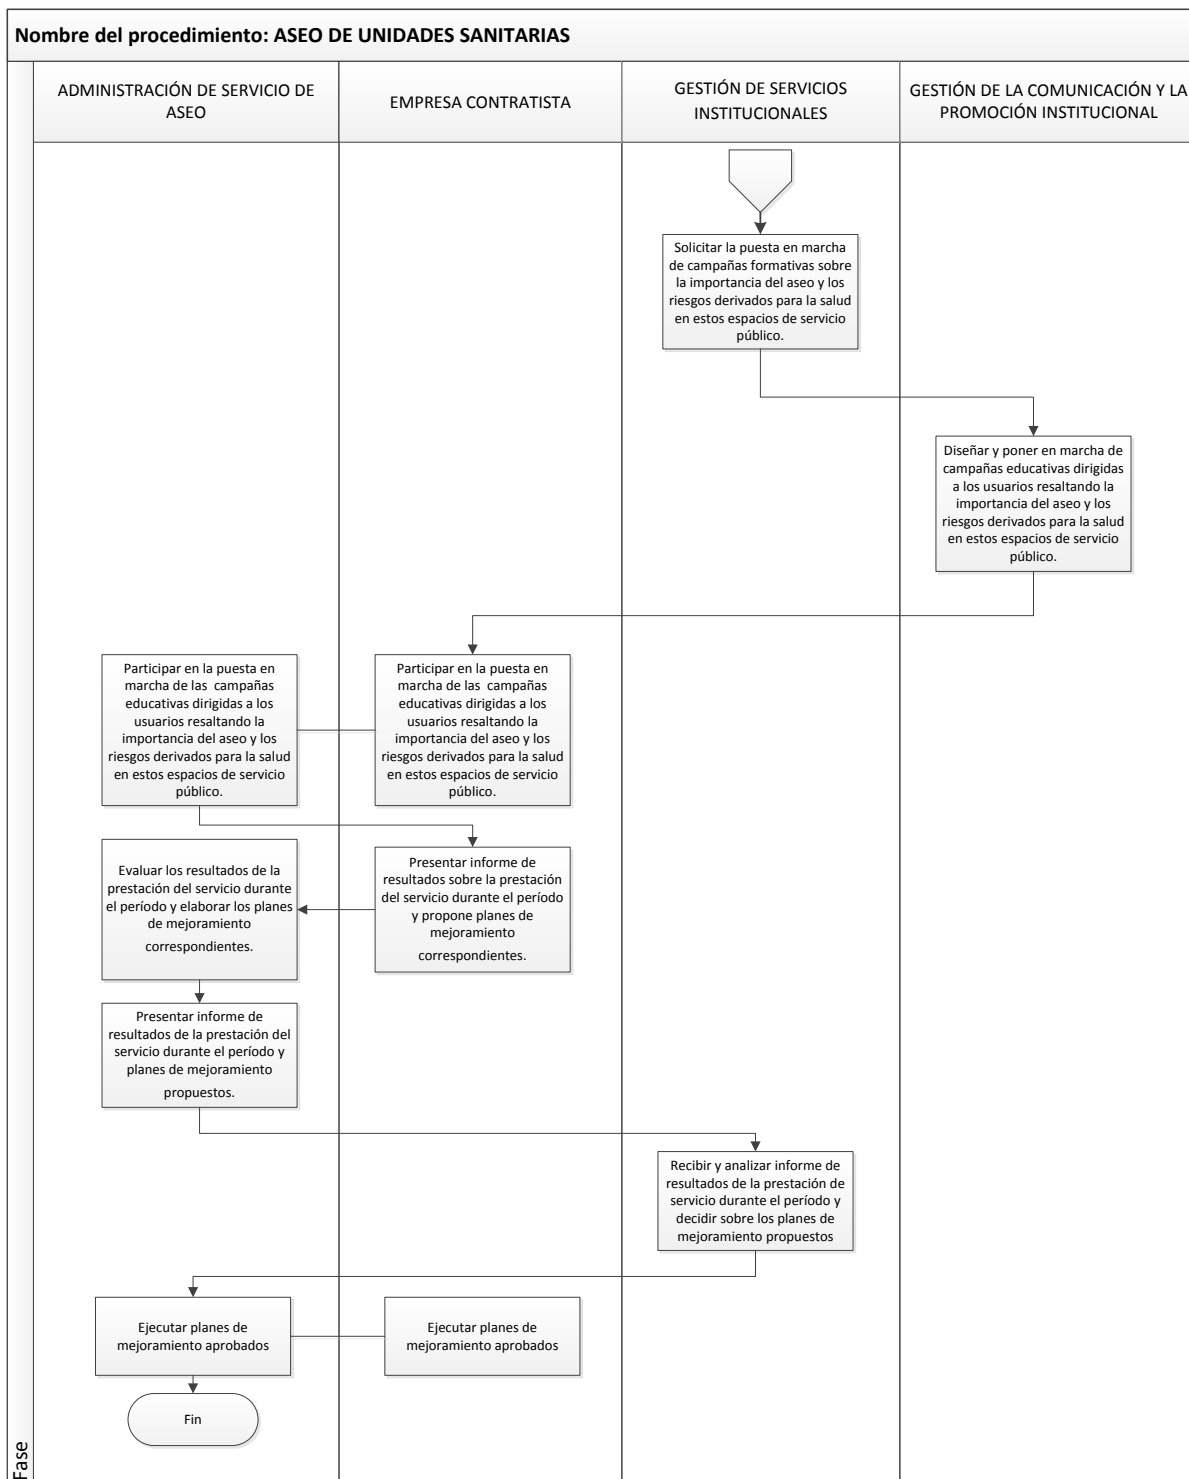 Nombre del procedimiento: ASEO DE UNIDADES SANITARIAS
ADMINISTRACIÓN DE SERVICIO DE
ASEO
EMPRESA CONTRATISTA
GESTIÓN DE SERVICIOS
INSTITUCIONALES
GESTIÓN DE LA COMUNICACIÓN Y LA
PROMOCIÓN INSTITUCIONAL
Solicitar la puesta en marcha
de campañas formativas sobre
la importancia del aseo y los
riesgos derivados para la salud
en estos espacios de servicio
público.
Diseñar y poner en marcha de
campañas educativas dirigidas
a los usuarios resaltando la
importancia del aseo y los
riesgos derivados para la salud
en estos espacios de servicio
público.
Participar en la puesta en
marcha de las  campañas
educativas dirigidas a los
usuarios resaltando la
importancia del aseo y los
riesgos derivados para la salud
en estos espacios de servicio
público.
Participar en la puesta en
marcha de las  campañas
educativas dirigidas a los
usuarios resaltando la
importancia del aseo y los
riesgos derivados para la salud
en estos espacios de servicio
público.
Evaluar los resultados de la
prestación del servicio durante
el período y elaborar los planes
de mejoramiento
correspondientes.
Presentar informe de
resultados sobre la prestación
del servicio durante el período
y propone planes de
mejoramiento
correspondientes.
Presentar informe de
resultados de la prestación del
servicio durante el período y
planes de mejoramiento
propuestos.
Recibir y analizar informe de
resultados de la prestación de
servicio durante el período y
decidir sobre los planes de
mejoramiento propuestos
Ejecutar planes de
mejoramiento aprobados
Ejecutar planes de
mejoramiento aprobados
Fin
Fase